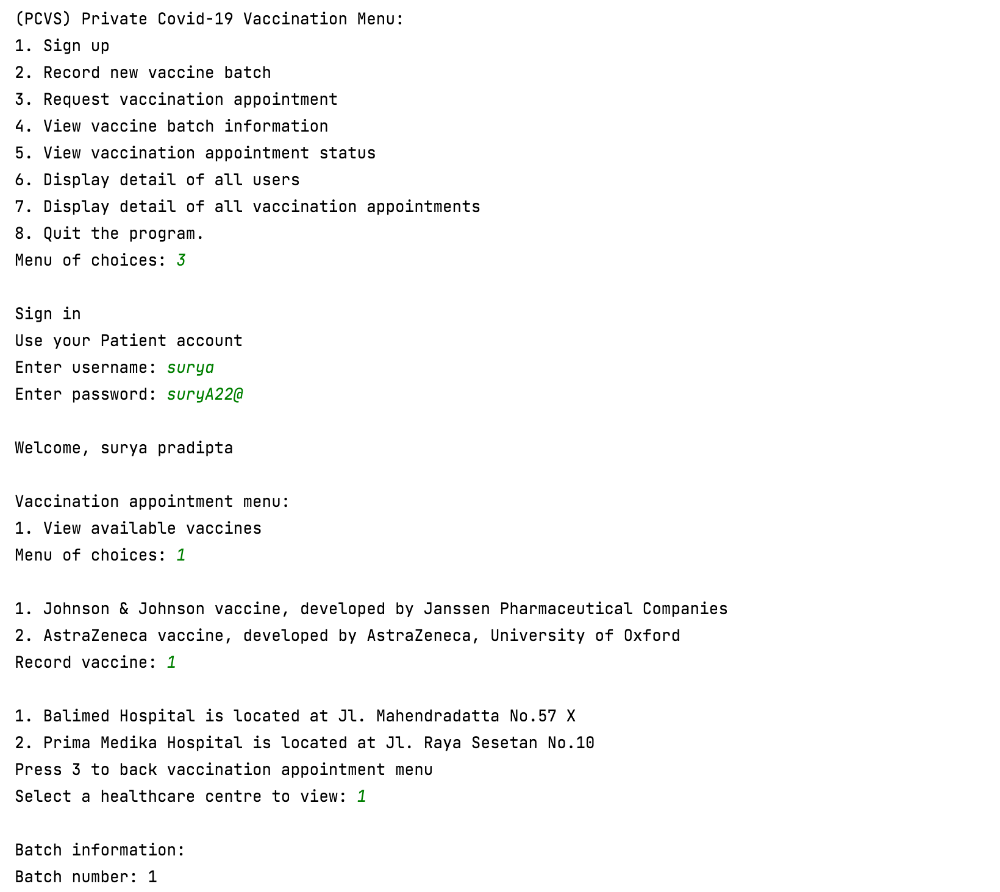 (PCVS) Private Covid-19 Vaccination Menu:
1. Sign up
2. Record new vaccine batch
3. Request vaccination appointment
4. View vaccine batch information
5. View vaccination appointment status
6. Display detail of all users
7. Display detail of all vaccination appointments
8. Quit the program.
Menu of choices: 3
Sign in
Use your Patient account
Enter username: surya
Enter password: suryA22@
Welcome, surya pradipta
Vaccination appointment menu:
1. View available vaccines
Menu of choices: 1
1. Johnson & Johnson vaccine, developed by Janssen Pharmaceutical Companies
2. AstraZeneca vaccine, developed by AstraZeneca, University of Oxford
Record vaccine: 1
1. Balimed Hospital is located at Jl. Mahendradatta No.57 X
2. Prima Medika Hospital is located at Jl. Raya Sesetan No.10
Press 3 to back vaccination appointment menu
Select a healthcare centre to view: 1
Batch information:
Batch number: 1